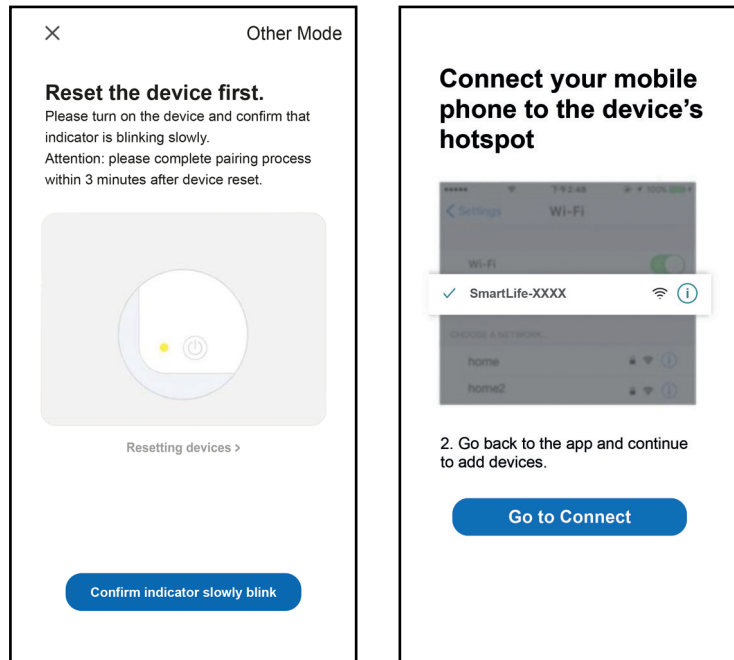 Other Mode
Reset the device first.
Please turn on the device and confirm that
indicator is blinking slowly.
Attention: please complete pairing process
within 3 minutes after device reset.
Resetting devices >
Confirm indicator slowly blink
Connect your mobile
phone to the device's
hotspot
Settings
Wi-Fi
Wi-Fi
SmartLife-XXXX
CHOOSE A NETWORK
home
home2
2. Go back to the app and continue
to add devices.
Go to Connect